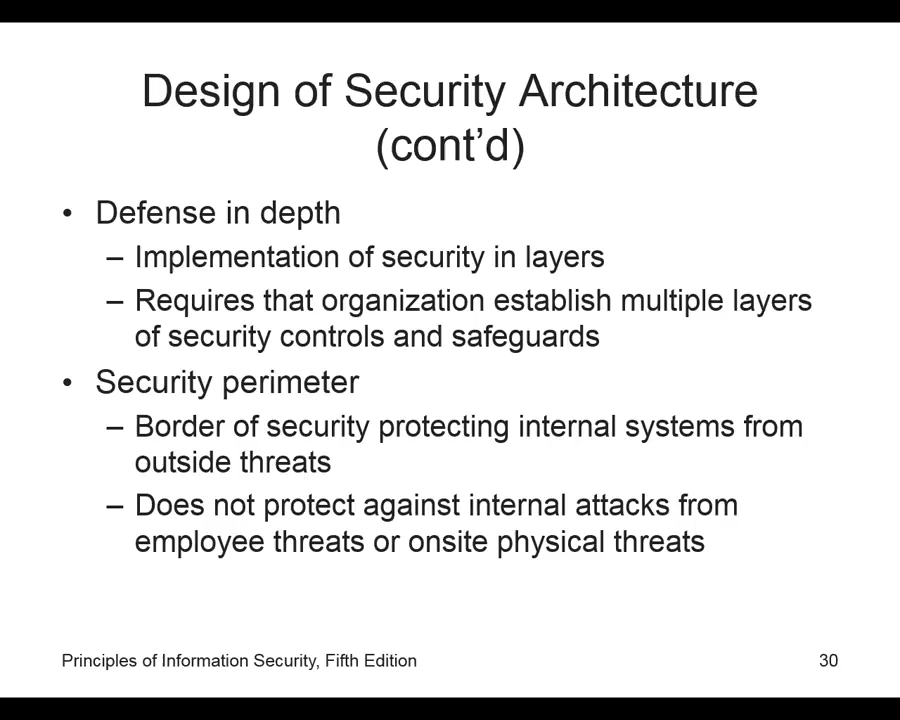 Design of Security Architecture
(cont’d)
• Defense in depth
– Implementation of security in layers
– Requires that organization establish multiple layers
of security controls and safeguards
• Security perimeter
– Border of security protecting internal systems from
outside threats
– Does not protect against internal attacks from
employee threats or onsite physical threats
Principles of Information Security, Fifth Edition
30